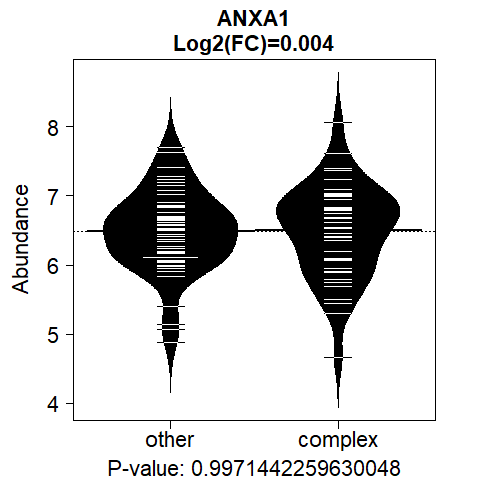 ANXA1
Log2(FC)=0.004
Abundance
8
7
6
5
4
other complex
P-value: 0.9971442259630048